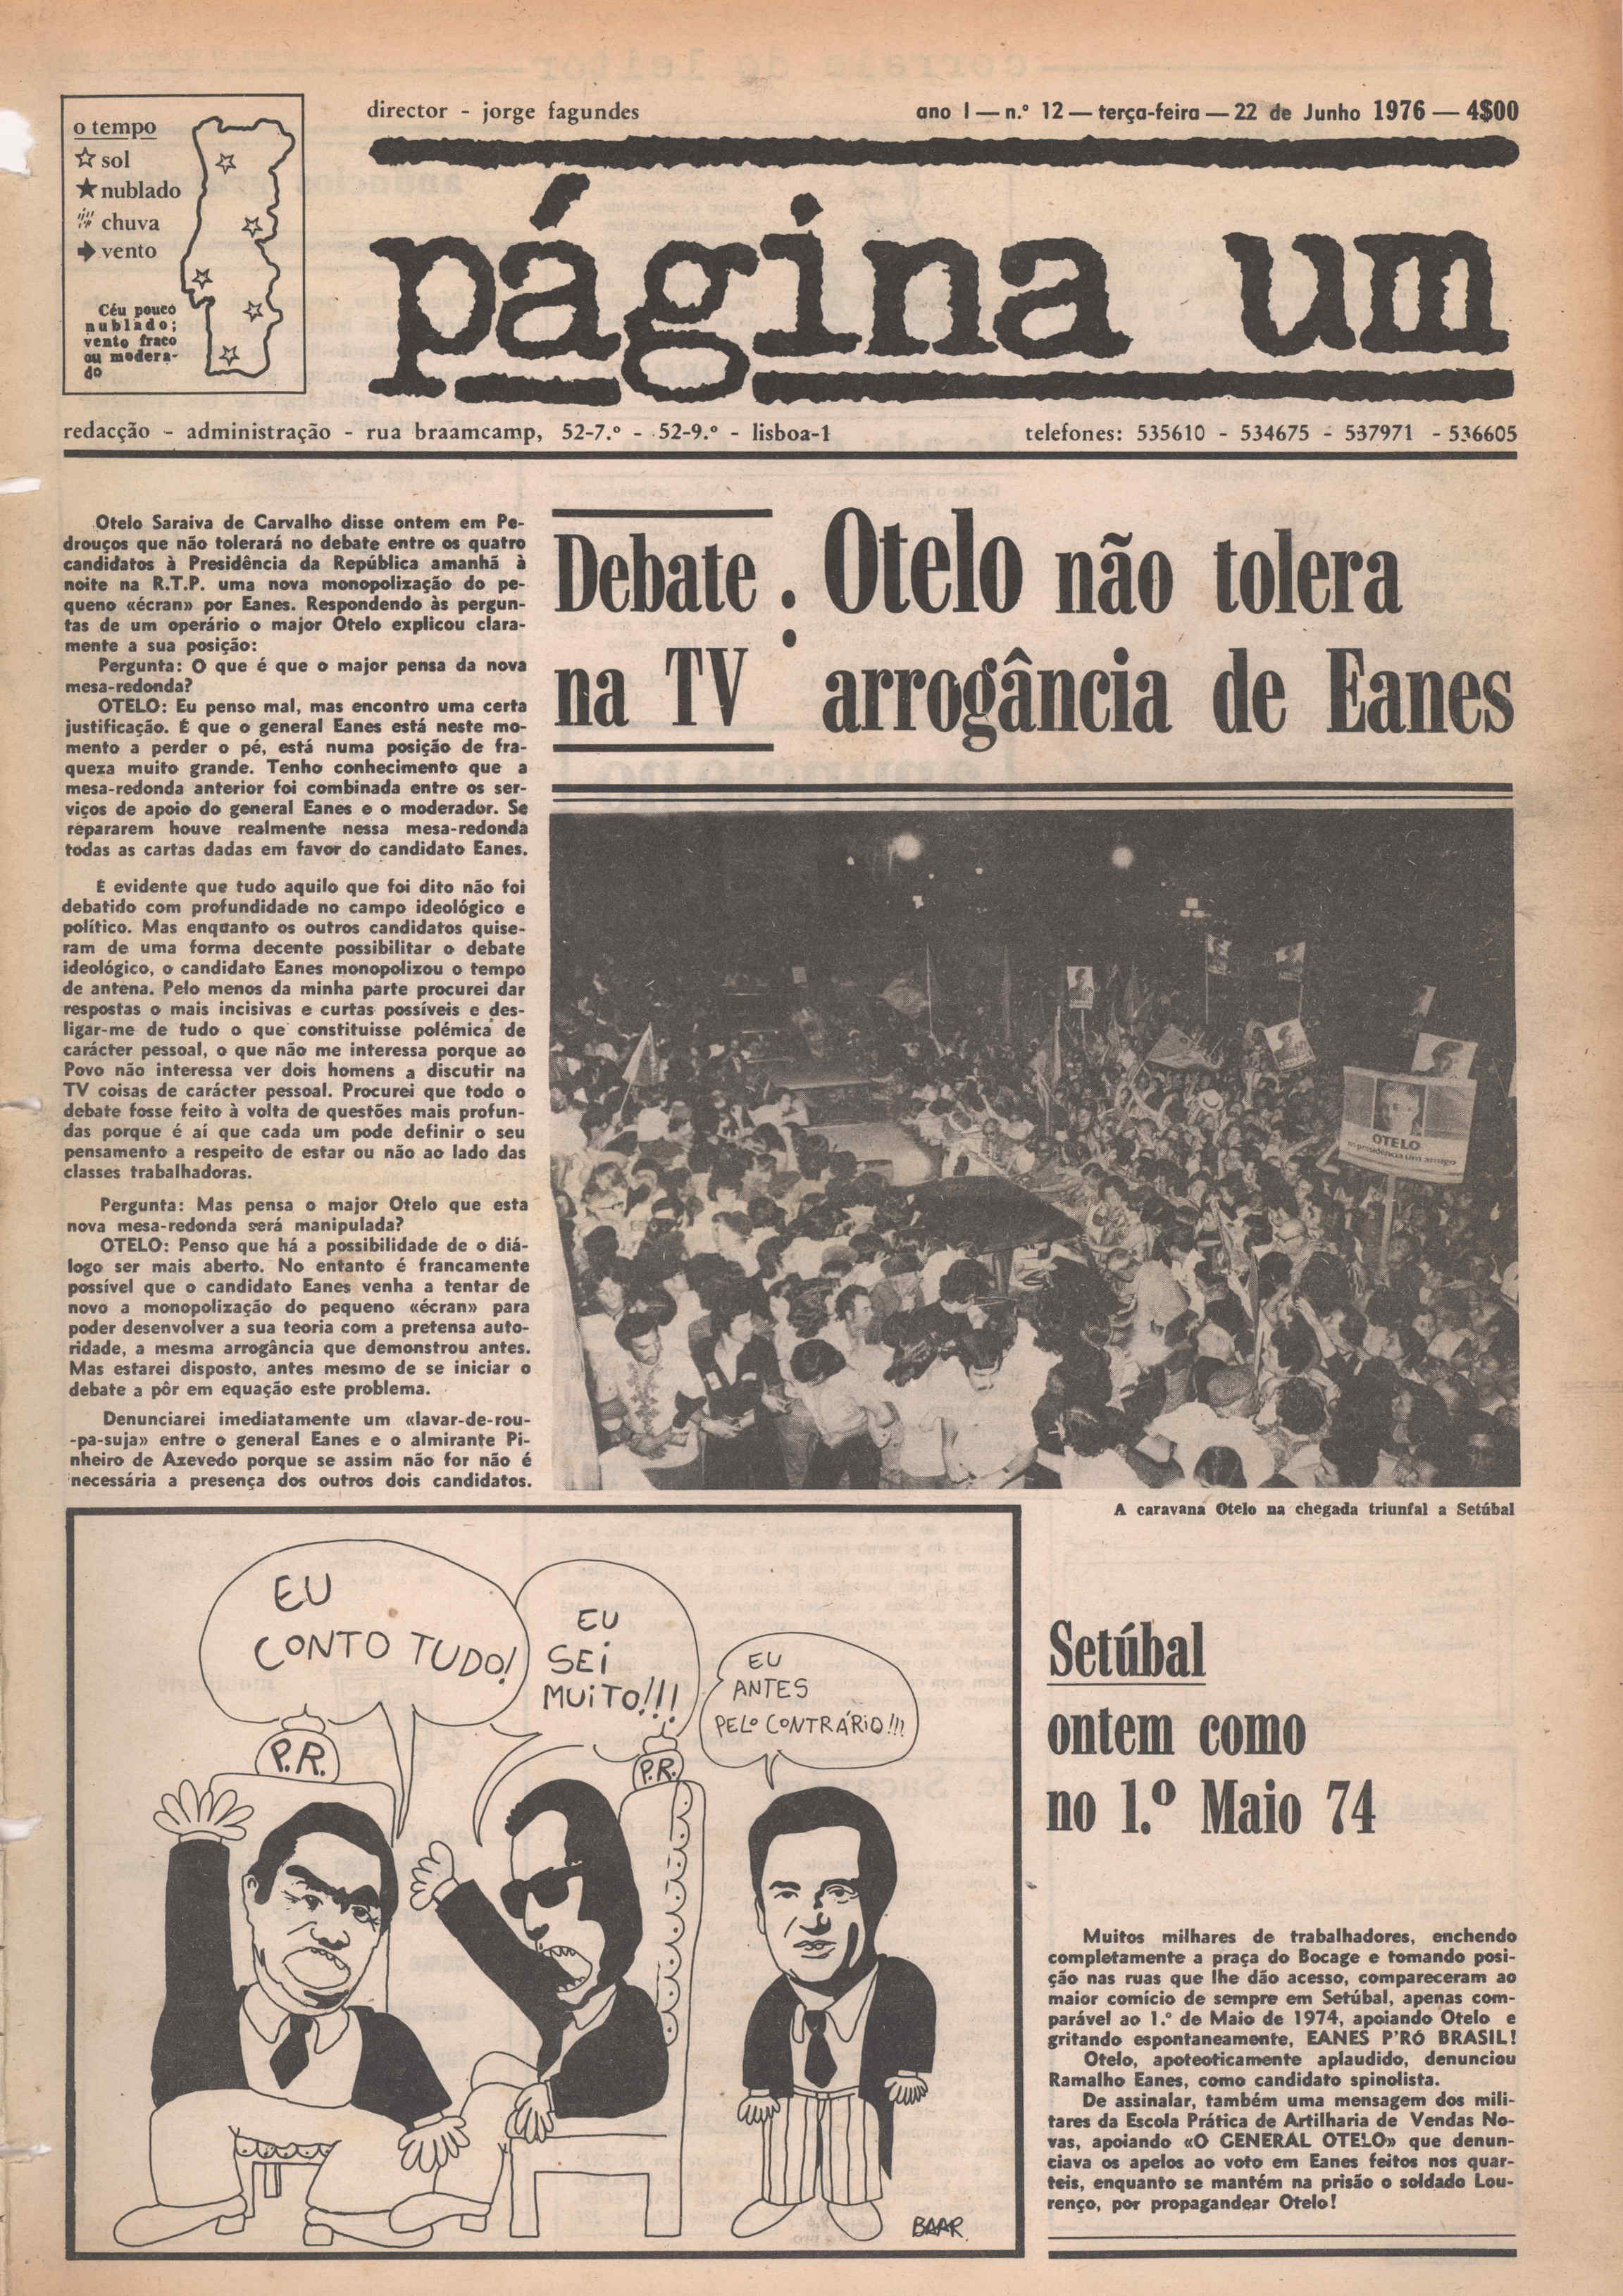 o tempo
sol
nublado
chuva
vento
Céu pouco
nublado;
vento fraco
ou modera-
do
director - jorge fagundes
ano I — n.º 12 — terça-feira — 22 de Junho 1976 — 4$00
página um
redacção - administração - rua braamcamp, 52-7.º - 52-9.º - lisboa-1
telefones: 535610 - 534675 - 537971 - 536605
Otelo Saraiva de Carvalho disse ontem em Pe-
drouços que não tolerará no debate entre os quatro
candidatos à Presidência da República amanhã à
noite na R.T.P. uma nova monopolização do pe-
queno «écran» por Eanes. Respondendo às pergun-
tas de um operário o major Otelo explicou clara-
mente a sua posição:
Pergunta: O que é que o major pensa da nova
mesa-redonda?
OTELO: Eu penso mal, mas encontro uma certa
justificação. É que o general Eanes está neste mo-
mento a perder o pé, está numa posição de fra-
queza muito grande. Tenho conhecimento que a
mesa-redonda anterior foi combinada entre os ser-
viços de apoio do general Eanes e o moderador. Se
repararem houve realmente nessa mesa-redonda
todas as cartas dadas em favor do candidato Eanes.
É evidente que tudo aquilo que foi dito não foi
debatido com profundidade no campo ideológico e
político. Mas enquanto os outros candidatos quise-
ram de uma forma decente possibilitar o debate
ideológico, o candidato Eanes monopolizou o tempo
de antena. Pelo menos da minha parte procurei dar
respostas o mais incisivas e curtas possíveis e des-
ligar-me de tudo o que constituisse polémica de
carácter pessoal, o que não me interessa porque ao
Povo não interessa ver dois homens a discutir na
TV coisas de carácter pessoal. Procurei que todo o
debate fosse feito à volta de questões mais profun-
das porque é aí que cada um pode definir o seu
pensamento a respeito de estar ou não ao lado das
classes trabalhadoras.
Pergunta: Mas pensa o major Otelo que esta
nova mesa-redonda será manipulada?
OTELO: Penso que há a possibilidade de o diá-
logo ser mais aberto. No entanto é francamente
possível que o candidato Eanes venha a tentar de
novo a monopolização do pequeno «écran» para
poder desenvolver a sua teoria com a pretensa auto-
ridade, a mesma arrogância que demonstrou antes.
Mas estarei disposto, antes mesmo de se iniciar o
debate a pôr em equação este problema.
Denunciarei imediatamente um «lavar-de-rou-
-pa-suja» entre o general Eanes e o almirante Pi-
nheiro de Azevedo porque se assim não for não é
necessária a presença dos outros dois candidatos.
Debate : Otelo não tolera
na TV arrogância de Eanes
OTELO
na presidência um amigo
A caravana Otelo na chegada triunfal a Setúbal
EU
CONTO TUDO!
EU
SEI
MUITO!!!
EU
ANTES
PELO CONTRÁRIO!!!
P.R.
P.R.
BAAR.
Setúbal
ontem como
no 1.º Maio 74
Muitos milhares de trabalhadores, enchendo
completamente a praça do Bocage e tomando posi-
ção nas ruas que lhe dão acesso, compareceram ao
maior comício de sempre em Setúbal, apenas com-
parável ao 1.º de Maio de 1974, apoiando Otelo e
gritando espontaneamente, EANES P'RÓ BRASIL!
Otelo, apoteoticamente aplaudido, denunciou
Ramalho Eanes, como candidato spinolista.
De assinalar, também uma mensagem dos mili-
tares da Escola Prática de Artilharia de Vendas No-
vas, apoiando «O GENERAL OTELO» que denun-
ciava os apelos ao voto em Eanes feitos nos quar-
teis, enquanto se mantém na prisão o soldado Lou-
renço, por propagandear Otelo!